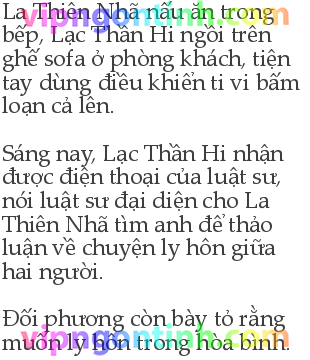 La Thiên Nhã nấu ăn trong
bếp, Lạc Thần Hi ngồi trên
ghế sofa ở phòng khách, tiện
tay dùng điều khiển ti vi bấm
loạn cả lên.
Sáng nay, Lạc Thần Hi nhận
được điện thoại của luật sư,
nói luật sư đại diện cho La
Thiên Nhã tìm anh để thảo
luận về chuyện ly hôn giữa
hai người.
Đối phương còn bày tỏ rằng
muốn ly hôn trong hòa bình.
vipngontinh.com
vipngontinh.com